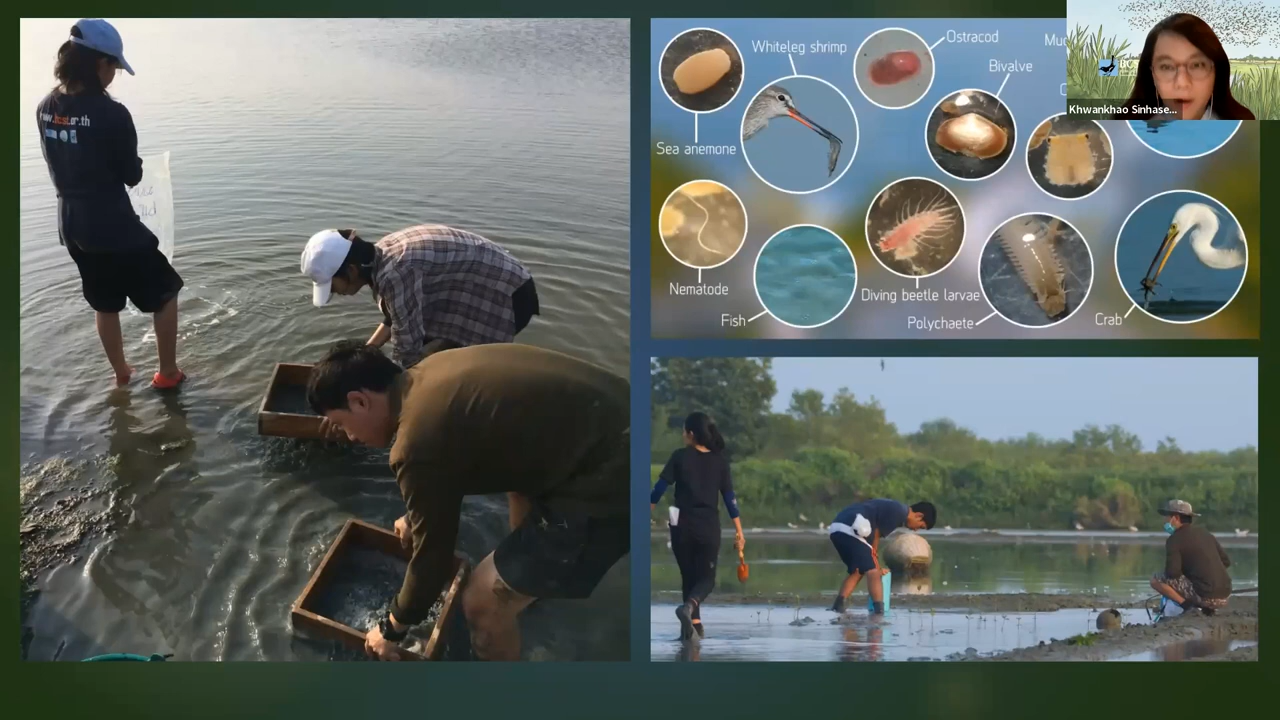 Whiteleg shrimp
Ostracod
Bivalve
Sea anemone
Nematode
Fish
Diving beetle larvae
Polychaete
Crab
Khwankhao Sinhase...